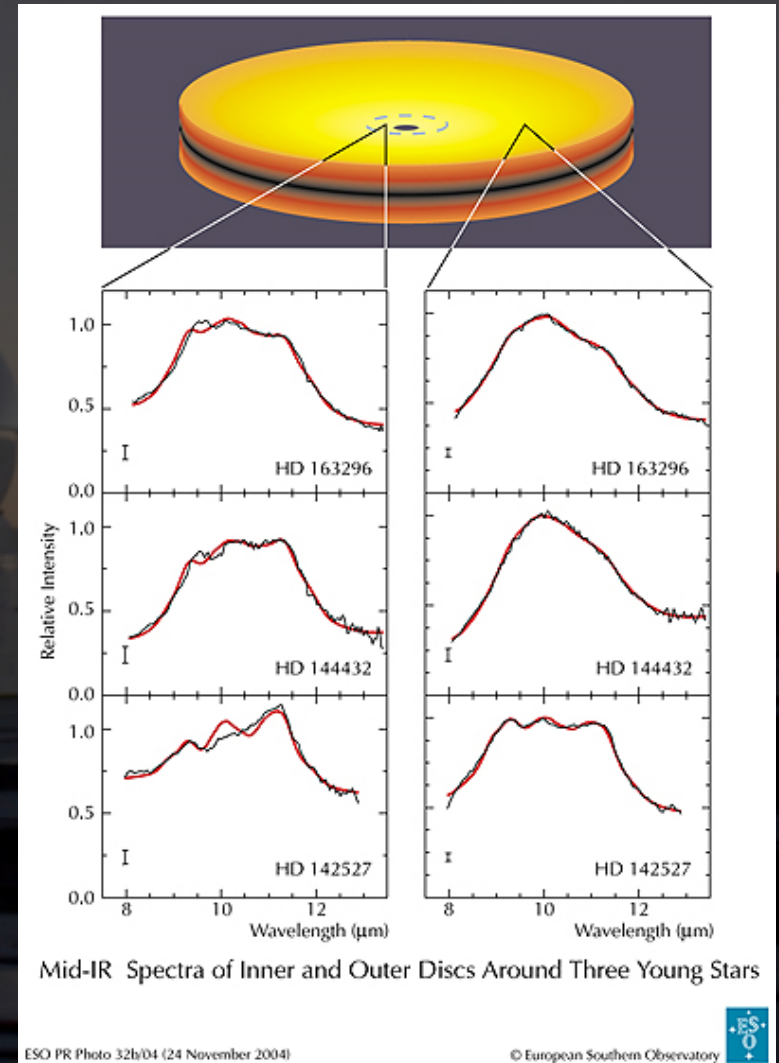 1.0
0.5
HD 163296
0.0
HD 163296
1.0
Relative Intensity
0.5
HD 144432
0.0
HD 144432
1.0
0.5
HD 142527
0.0
HD 142527
8 10 12
8 10 12
Wavelength (μm)
Wavelength (μm)
Mid-IR Spectra of Inner and Outer Discs Around Three Young Stars
ES
O
ESO PR Photo 32b/04 (24 November 2004)
© European Southern Observatory